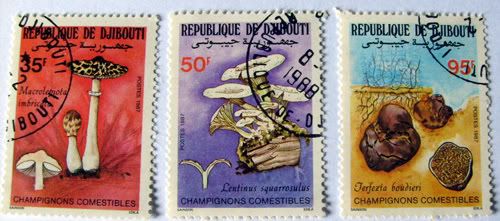 REPUBLIQUE DE DJIBOUTI
جمهورية جيبوتي
35F
Macrolepiota
imbricata
POSTES 1987
CHAMPIGNONS COMESTIBLES
REPUBLIQUE DE DJIBOUTI
جمهورية جيبوتي
50F
1988
POSTES 1987
Lentinus squarrosulus
CHAMPIGNONS COMESTIBLES
REPUBLIQUE DE DJIBOUTI
جمهورية جيبوتي
95F
POSTES 1987
Terfezia boudieri
CHAMPIGNONS COMESTIBLES